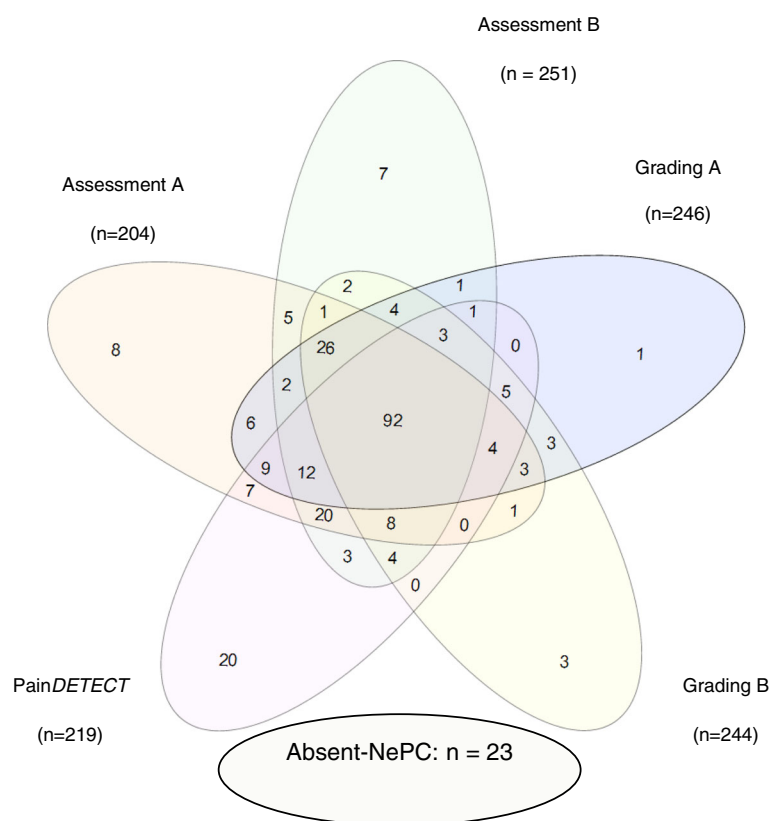 Assessment B
(n = 251)
Grading A
(n=246)
Assessment A
(n=204)
7
2
1
5
1
4
1
3
0
26
1
8
2
5
92
6
3
4
9
12
3
7
20
8
0
1
3
4
0
20
3
PainDETECT
Grading B
(n=219)
(n=244)
Absent-NePC: n = 23